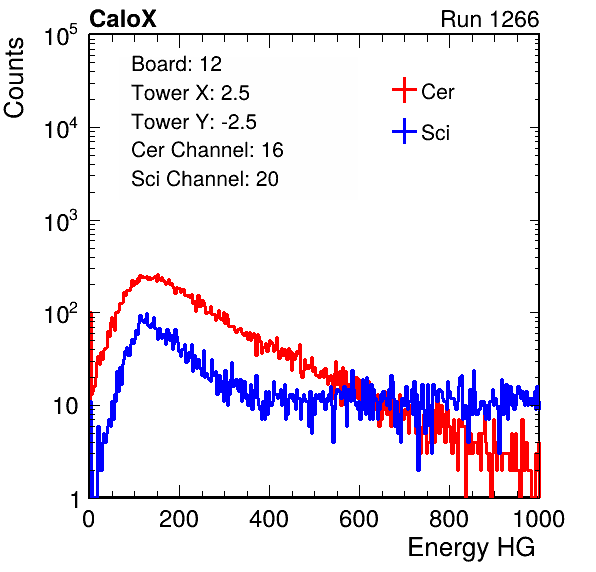 CaloX Run 1266
Counts
10^5
10^4
10^3
10^2
10
1
Board: 12
Tower X: 2.5
Tower Y: -2.5
Cer Channel: 16
Sci Channel: 20
Cer
Sci
0 200 400 600 800 1000
Energy HG